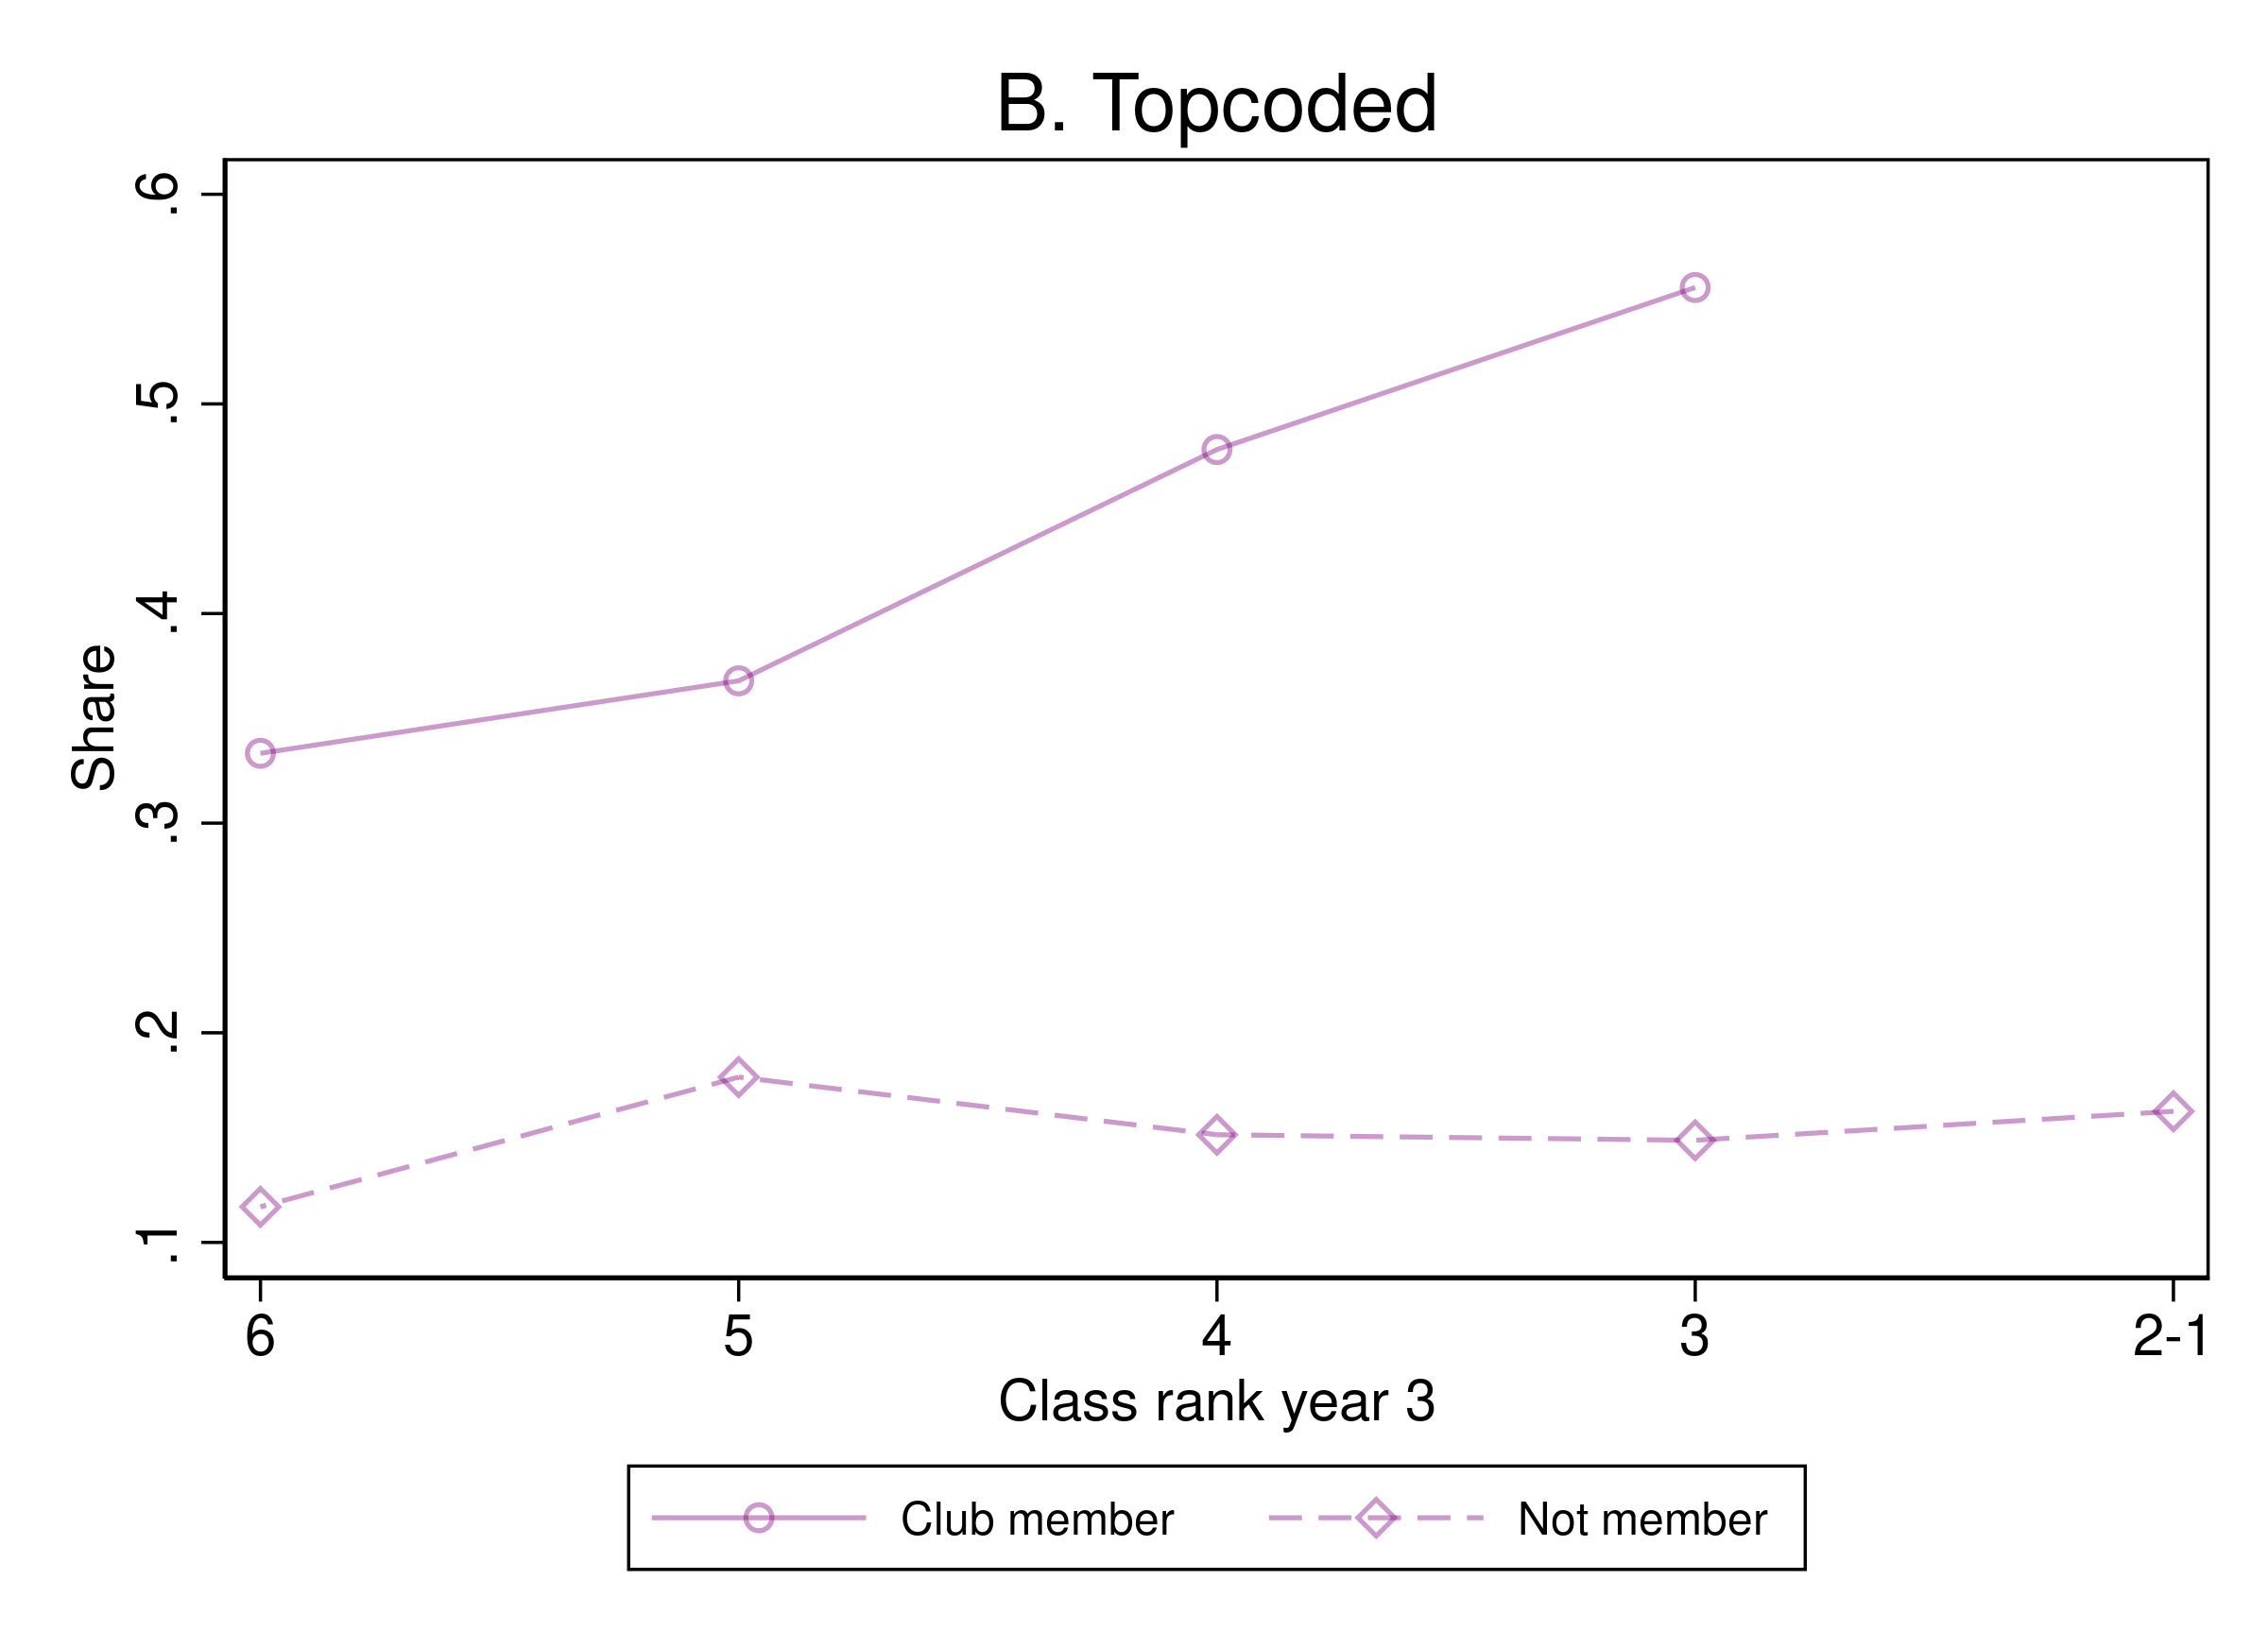 B. Topcoded
.6
.5
.4
.3
.2
.1
Share
6 5 4 3 2-1
Class rank year 3
Club member Not member